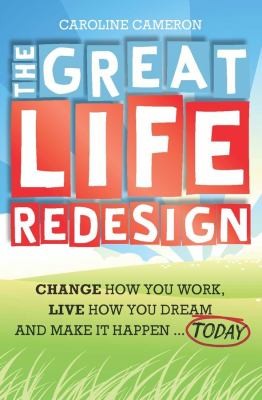 CAROLINE CAMERON
THE GREAT
LIFE
REDESIGN
CHANGE HOW YOU WORK,
LIVE HOW YOU DREAM
AND MAKE IT HAPPEN ... TODAY